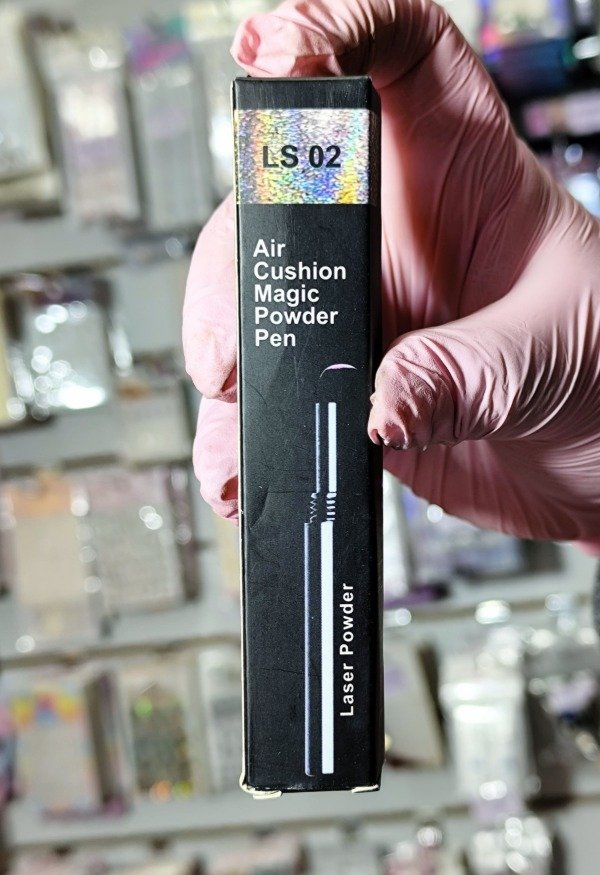 LS 02
Air
Cushion
Magic
Powder
Pen
Laser Powder